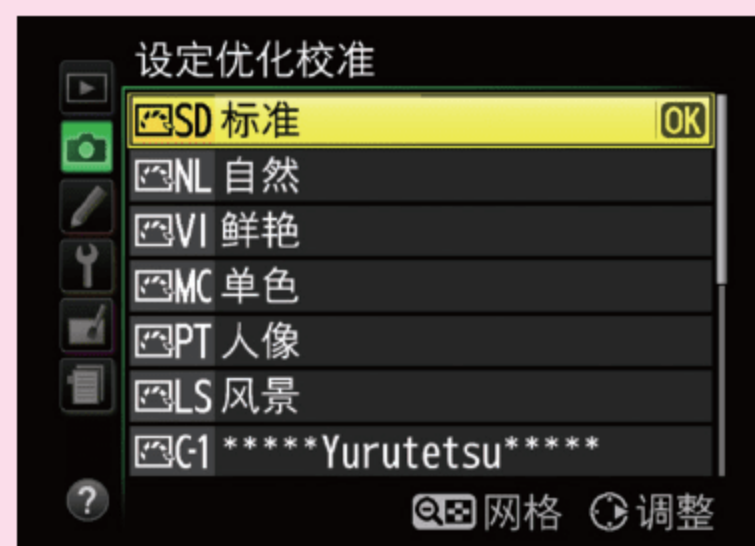 设定优化校准
SD 标准 OK
NL 自然
VI 鲜艳
MC 单色
PT 人像
LS 风景
C-1 *****Yurutetsu*****
? 网格 调整